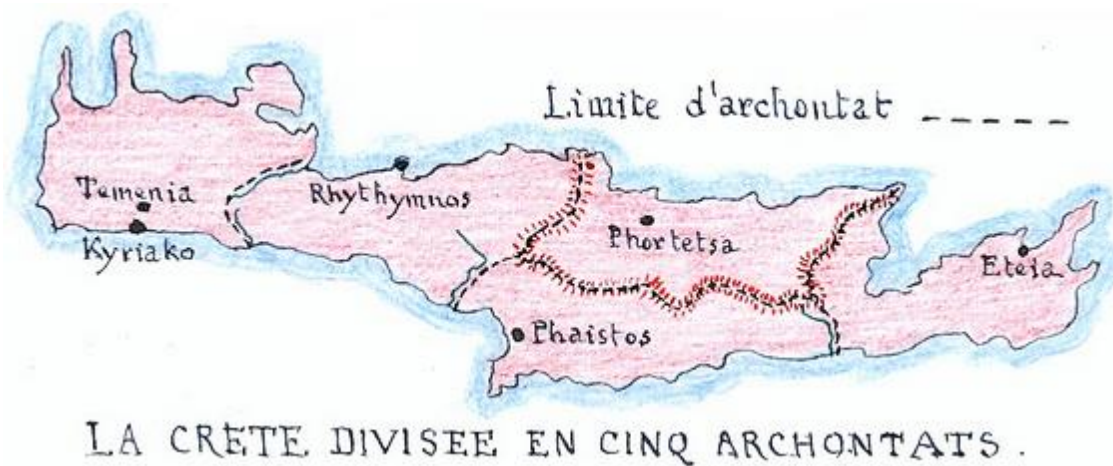 Limite d'archontat
Temenia
Rhythymnos
Kyriako
Phortetsa
Eteia
Phaistos
LA CRETE DIVISEE EN CINQ ARCHONTATS.